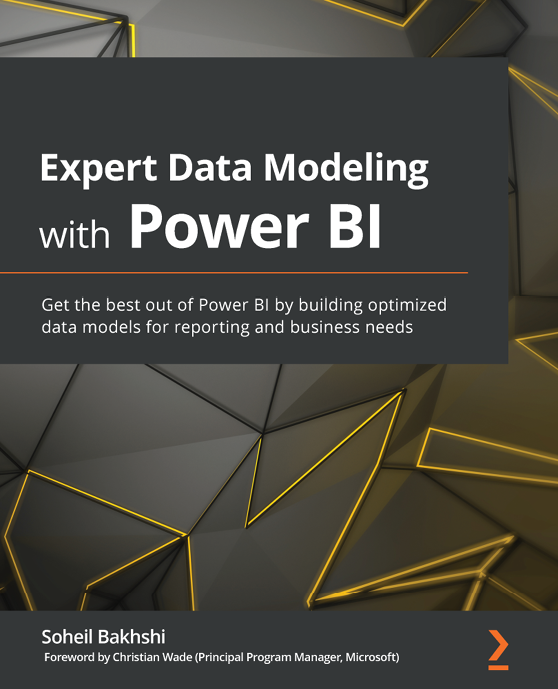 Expert Data Modeling
with Power BI
Get the best out of Power BI by building optimized
data models for reporting and business needs
Soheil Bakhshi
Foreword by Christian Wade (Principal Program Manager, Microsoft)